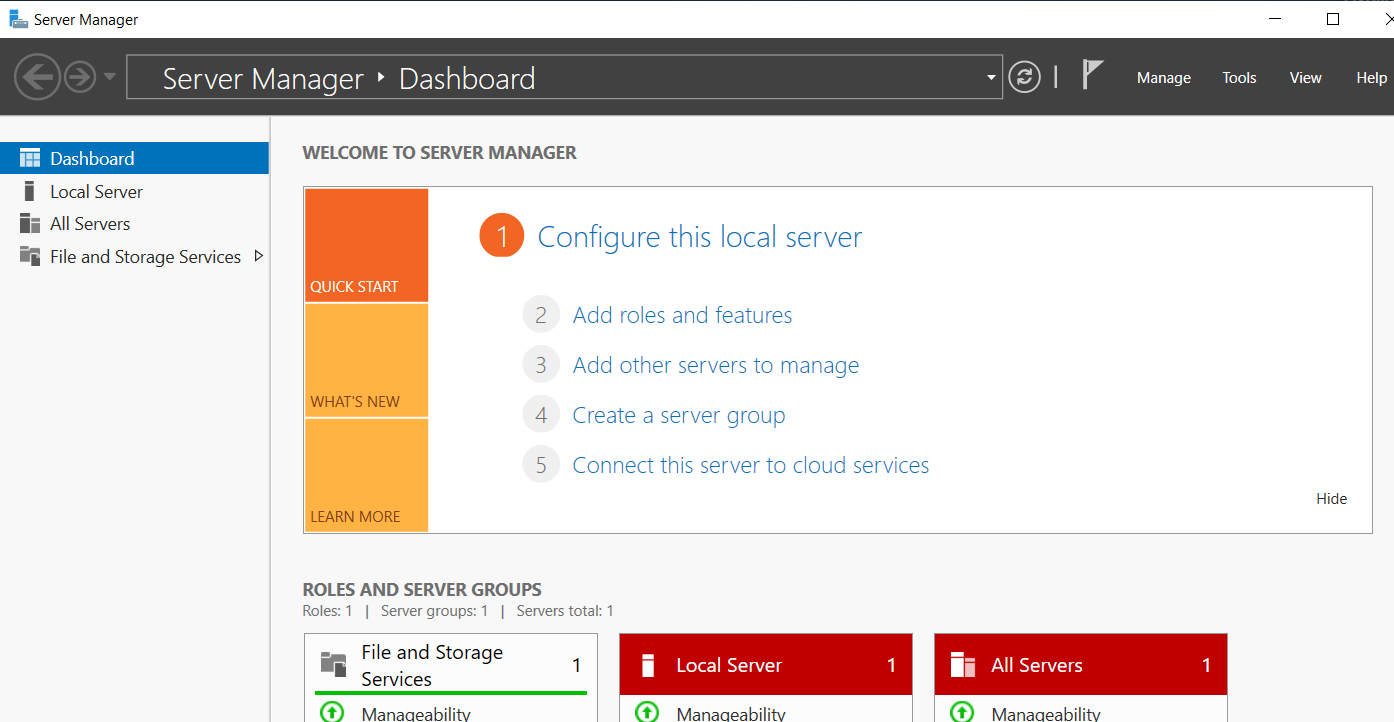 Server Manager
Server Manager ‣ Dashboard
Manage Tools View Help
Dashboard
Local Server
All Servers
File and Storage Services
WELCOME TO SERVER MANAGER
QUICK START
WHAT'S NEW
LEARN MORE
1 Configure this local server
2 Add roles and features
3 Add other servers to manage
4 Create a server group
5 Connect this server to cloud services
Hide
ROLES AND SERVER GROUPS
Roles: 1 | Server groups: 1 | Servers total: 1
File and Storage
Services 1
Manageability
Local Server 1
Manageability
All Servers 1
Manageability